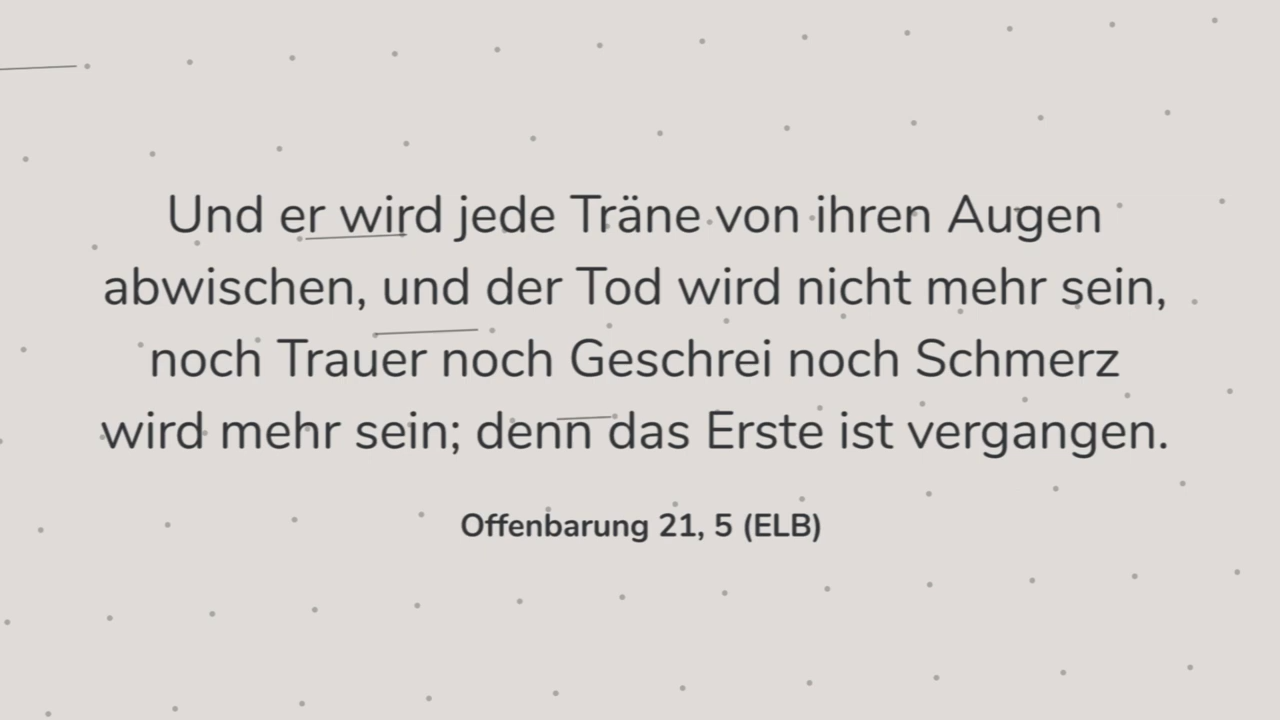 Und er wird jede Träne von ihren Augen
abwischen, und der Tod wird nicht mehr sein,
noch Trauer noch Geschrei noch Schmerz
wird mehr sein; denn das Erste ist vergangen.
Offenbarung 21, 5 (ELB)